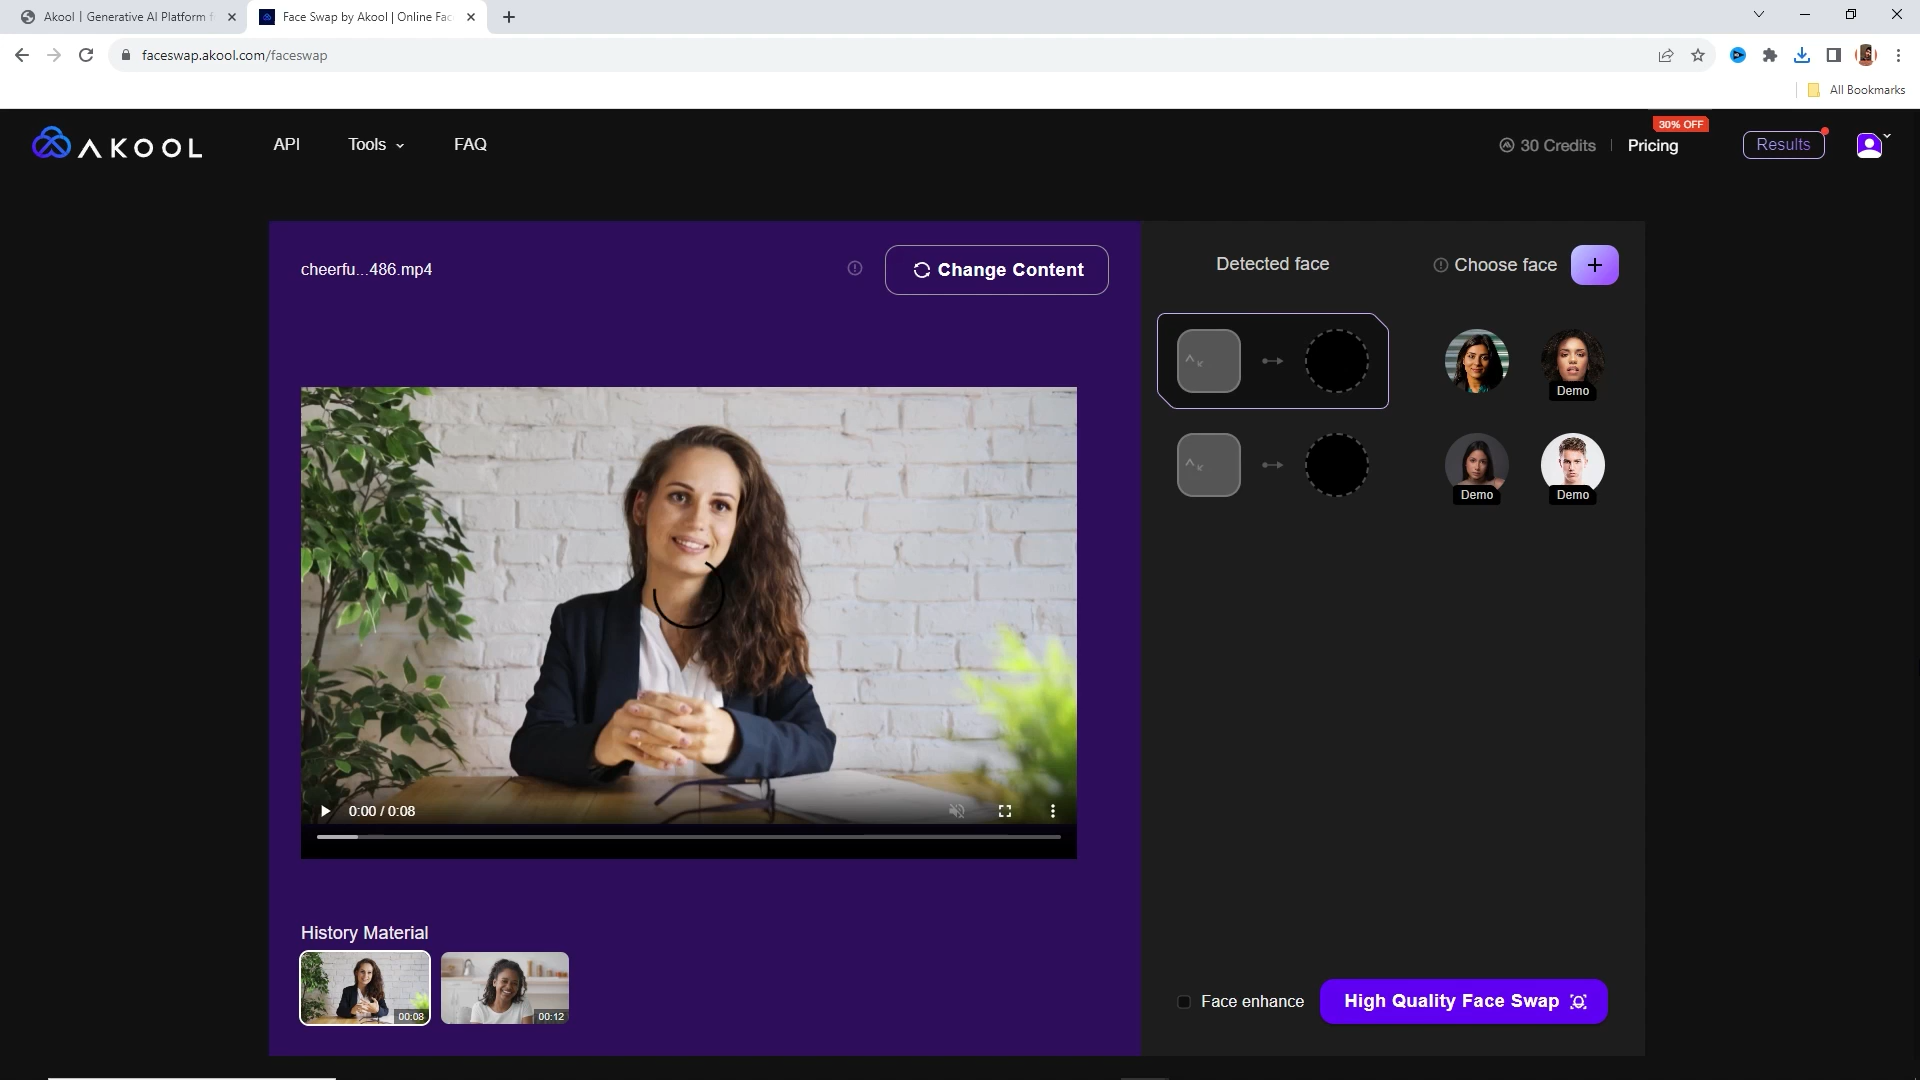 Akool | Generative AI Platform f
Face Swap by Akool | Online Fac
faceswap.akool.com/faceswap
All Bookmarks
AKOOL
API
Tools
FAQ
30 Credits
30% OFF
Pricing
Results
cheerfu...486.mp4
Change Content
Detected face
Choose face
Demo
Demo
Demo
0:00 / 0:08
History Material
00:08
00:12
Face enhance
High Quality Face Swap